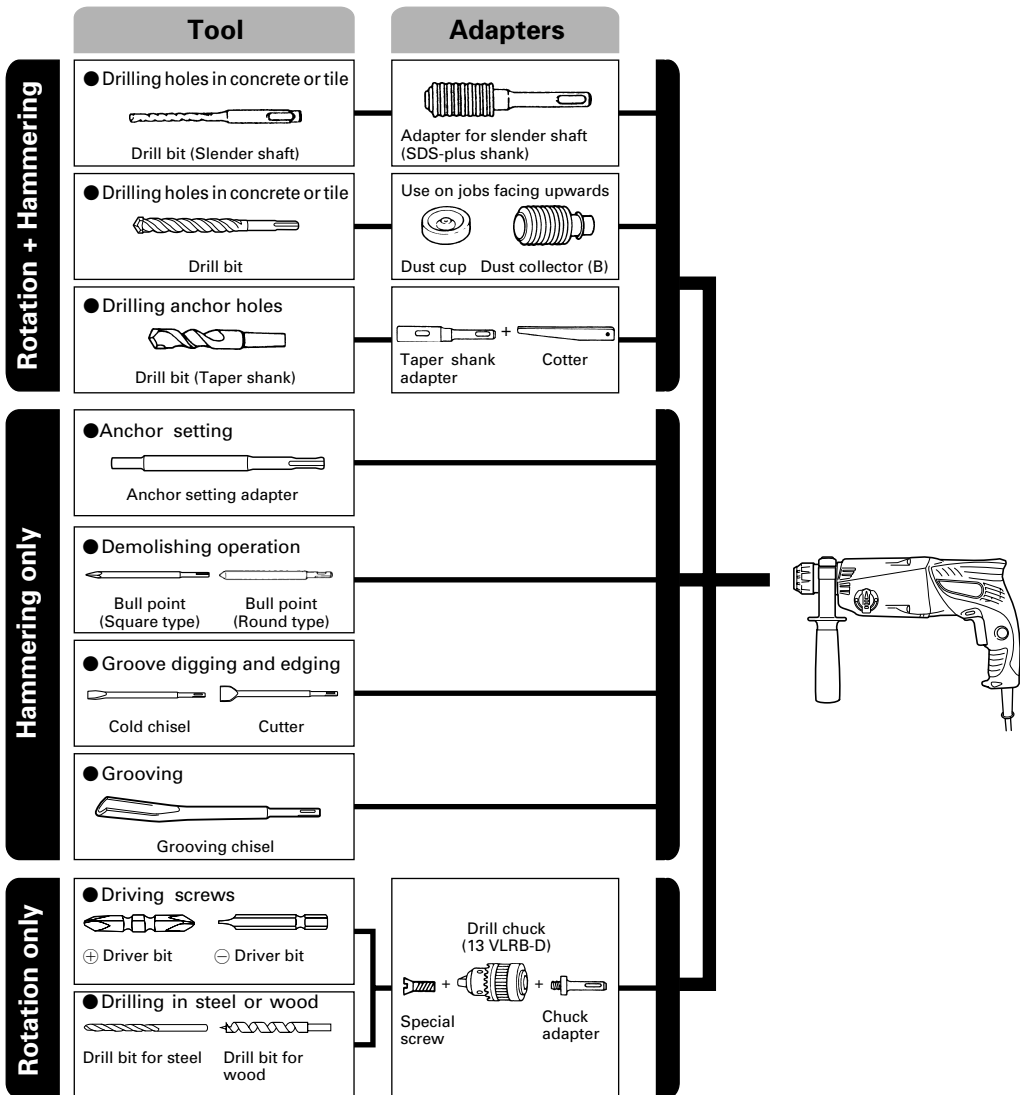 Tool
Adapters
Rotation + Hammering
● Drilling holes in concrete or tile
Drill bit (Slender shaft)
Adapter for slender shaft
(SDS-plus shank)
● Drilling holes in concrete or tile
Drill bit
Use on jobs facing upwards
Dust cup Dust collector (B)
● Drilling anchor holes
Drill bit (Taper shank)
+
Taper shank
adapter
Cotter
Hammering only
● Anchor setting
Anchor setting adapter
● Demolishing operation
Bull point
(Square type)
Bull point
(Round type)
● Groove digging and edging
Cold chisel Cutter
● Grooving
Grooving chisel
Rotation only
● Driving screws
⊕ Driver bit ⊖ Driver bit
● Drilling in steel or wood
Drill bit for steel
Drill bit for
wood
Drill chuck
(13 VLRB-D)
+ +
Special
screw
Chuck
adapter